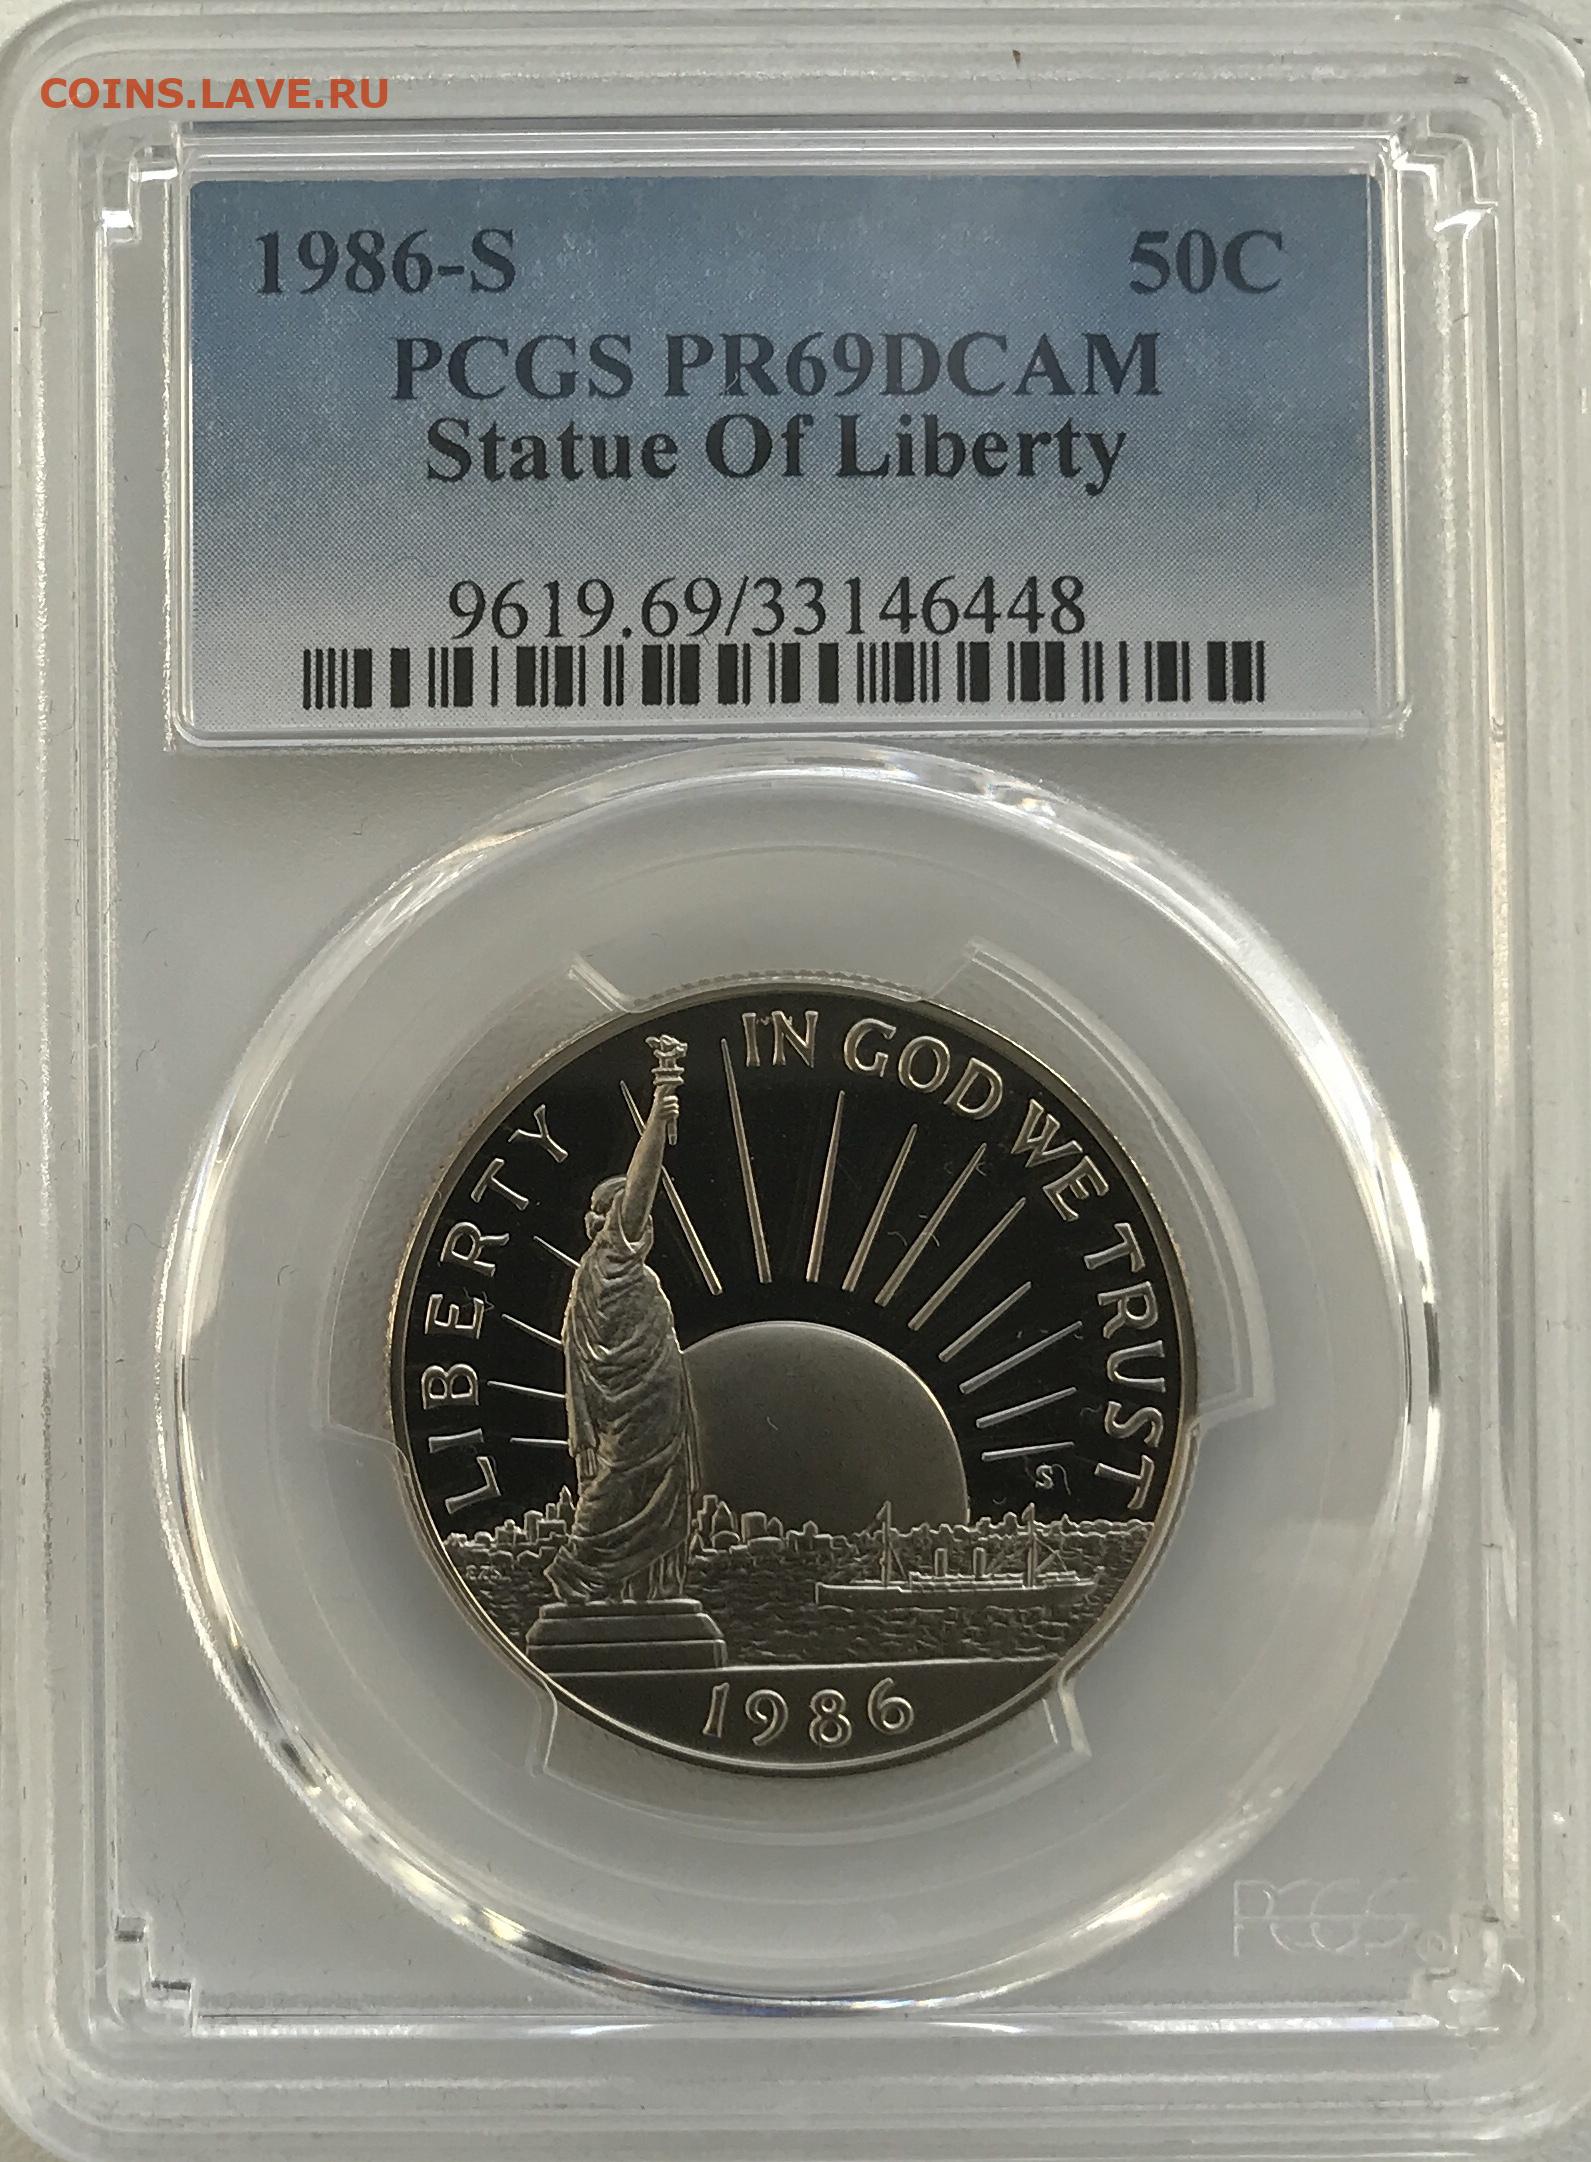 COINS.LAVE.RU
1986-S 50C
PCGS PR69DCAM
Statue Of Liberty
9619.69/33146448
LIBERTY
IN GOD WE TRUST
S
1986
PCGS